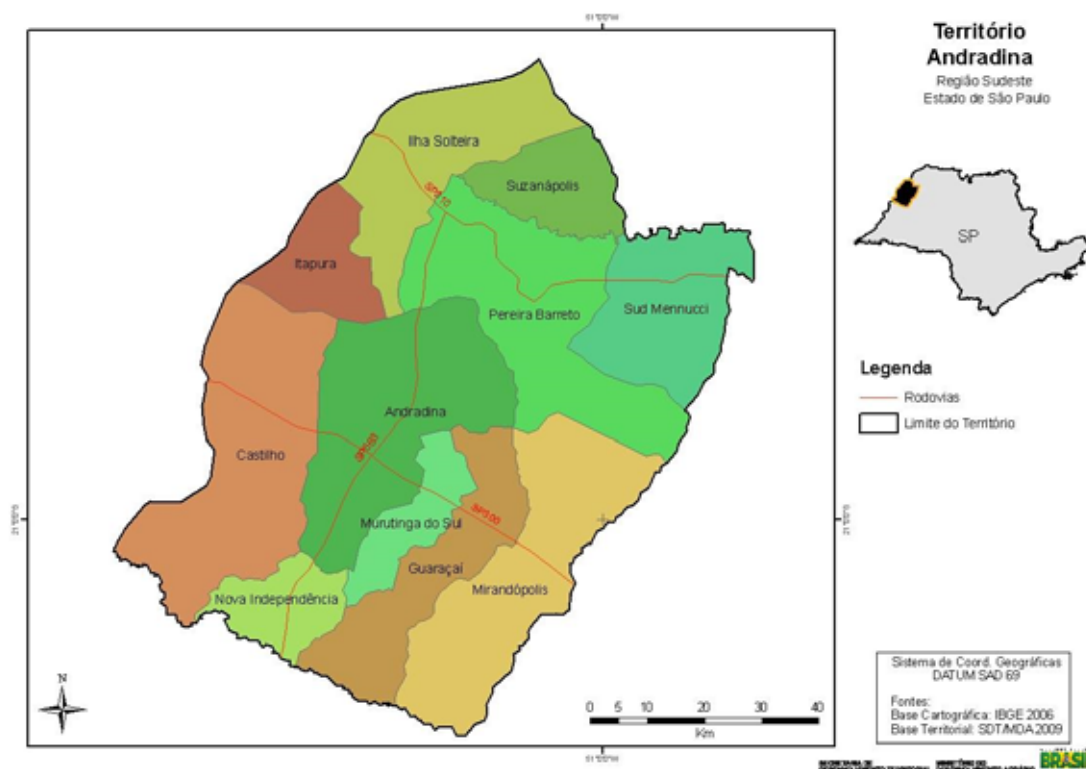 Território
Andradina
Região Sudeste
Estado de São Paulo
SP
Legenda
Rodovias
Limite do Território
Ilha Solteira
Suzanápolis
Itapura
Pereira Barreto
Sud Mennucci
Andradina
Castilho
Murutinga do Sul
Guaraçaí
Mirandópolis
Nova Independência
SP300
N
0 5 10 20 30 40
Km
Sistema de Coord. Geográficas
DATUM SAD 69
Fontes:
Base Cartográfica: IBGE 2006
Base Territorial: SDT/MDA 2009
BRASIL